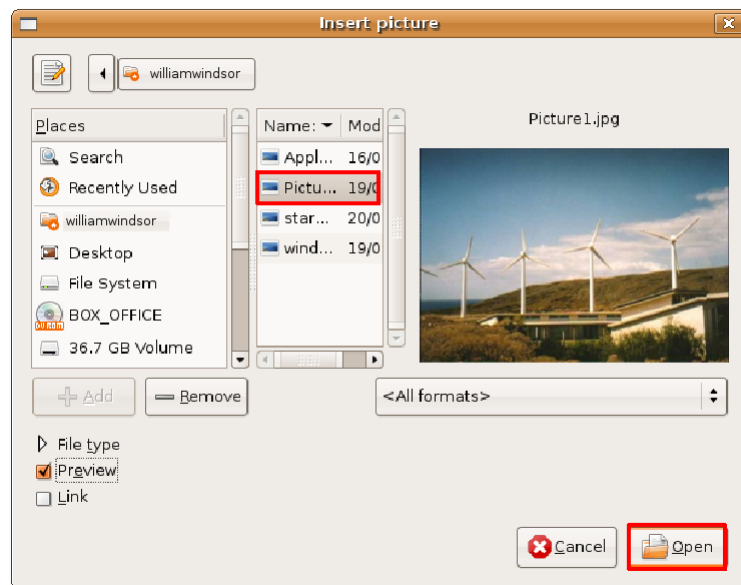 Insert picture
williamwindsor
Places
Search
Recently Used
williamwindsor
Desktop
File System
BOX_OFFICE
36.7 GB Volume
Name: Mod
Appl... 16/0
Pictu... 19/0
star... 20/0
wind... 19/0
Picture1.jpg
Add
Remove
<All formats>
File type
Preview
Link
Cancel
Open